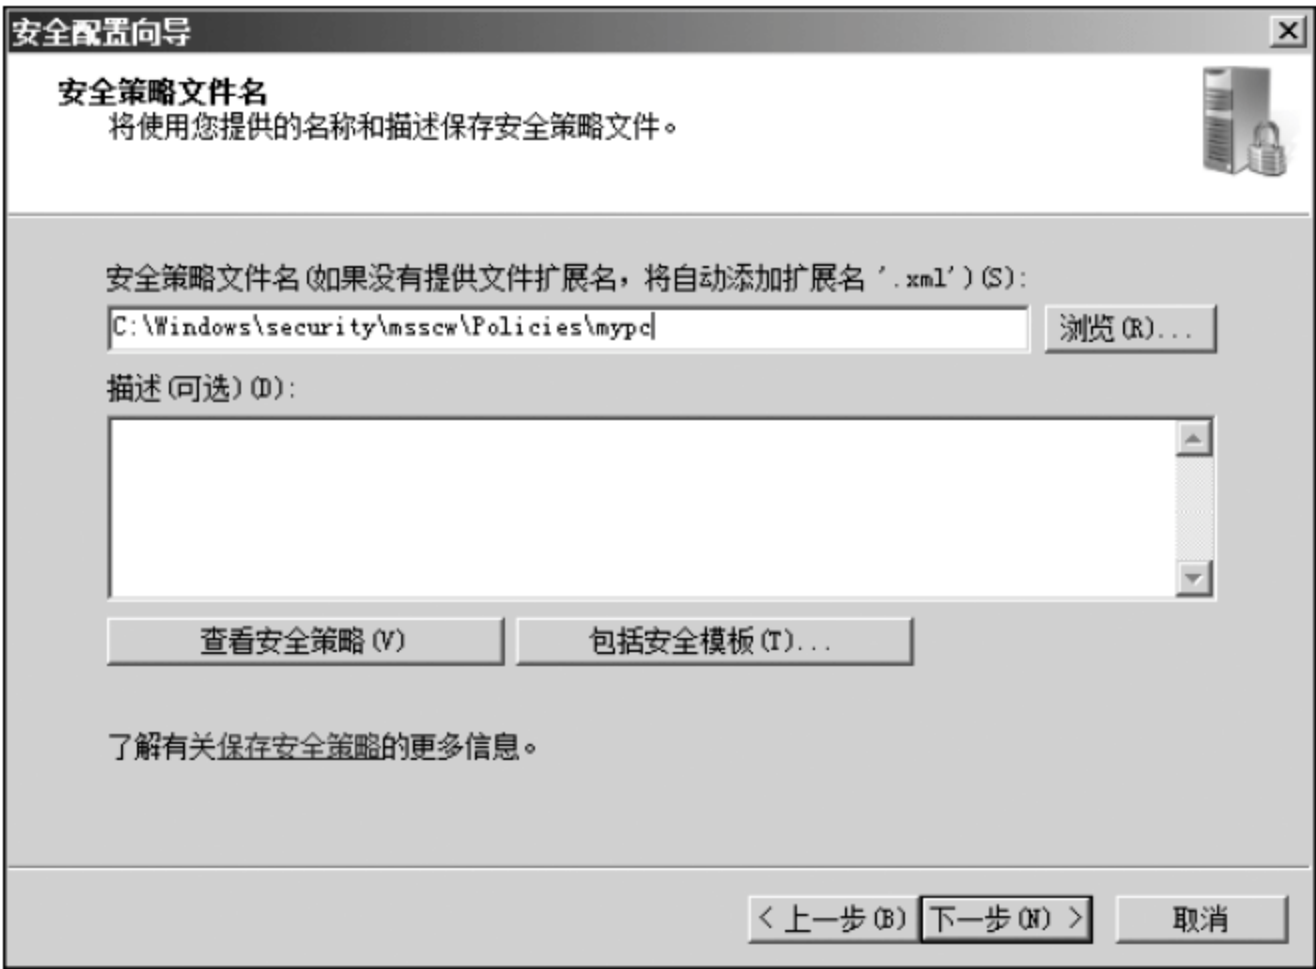 安全配置向导
安全策略文件名
将使用您提供的名称和描述保存安全策略文件。
安全策略文件名(如果没有提供文件扩展名，将自动添加扩展名 '.xml')(S):
C:\Windows\security\msscw\Policies\mypc
浏览(R)...
描述(可选)(D):
查看安全策略(V)
包括安全模板(T)...
了解有关保存安全策略的更多信息。
< 上一步(B)
下一步(N) >
取消